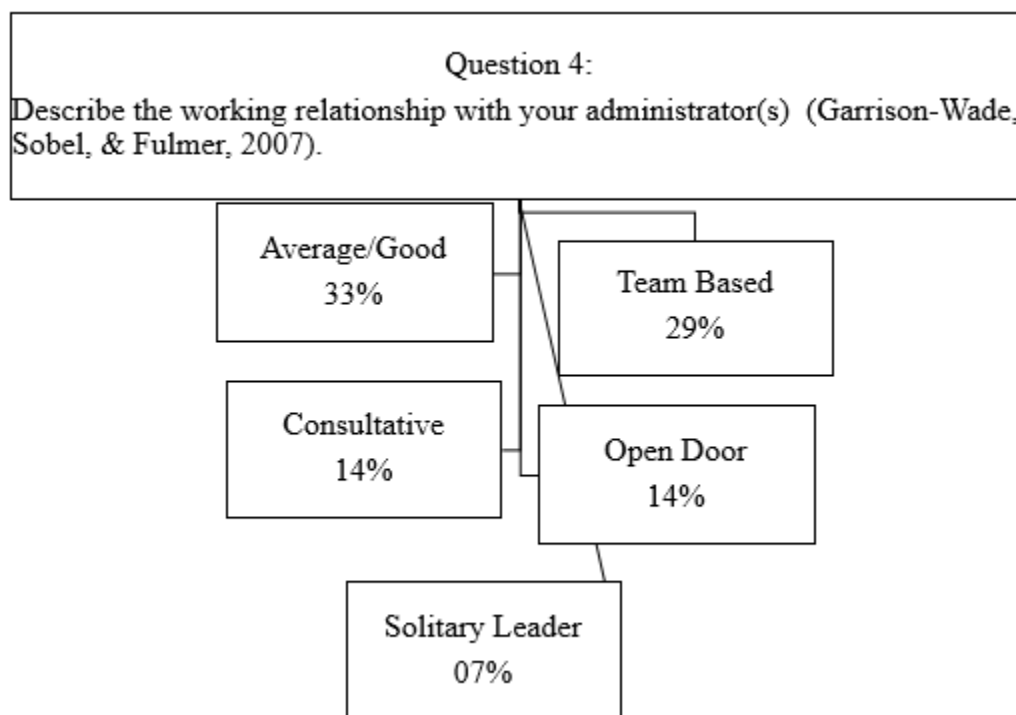 Question 4:
Describe the working relationship with your administrator(s) (Garrison-Wade,
Sobel, & Fulmer, 2007).
Average/Good
33%
Team Based
29%
Consultative
14%
Open Door
14%
Solitary Leader
07%